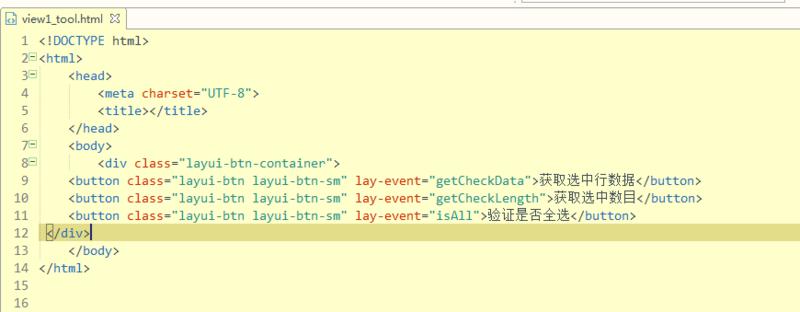 view1_tool.html
1 <!DOCTYPE html>
2 <html>
3 <head>
4 <meta charset="UTF-8">
5 <title></title>
6 </head>
7 <body>
8 <div class="layui-btn-container">
9 <button class="layui-btn layui-btn-sm" lay-event="getCheckData">获取选中行数据</button>
10 <button class="layui-btn layui-btn-sm" lay-event="getCheckLength">获取选中数目</button>
11 <button class="layui-btn layui-btn-sm" lay-event="isAll">验证是否全选</button>
12 </div>
13 </body>
14 </html>
15
16